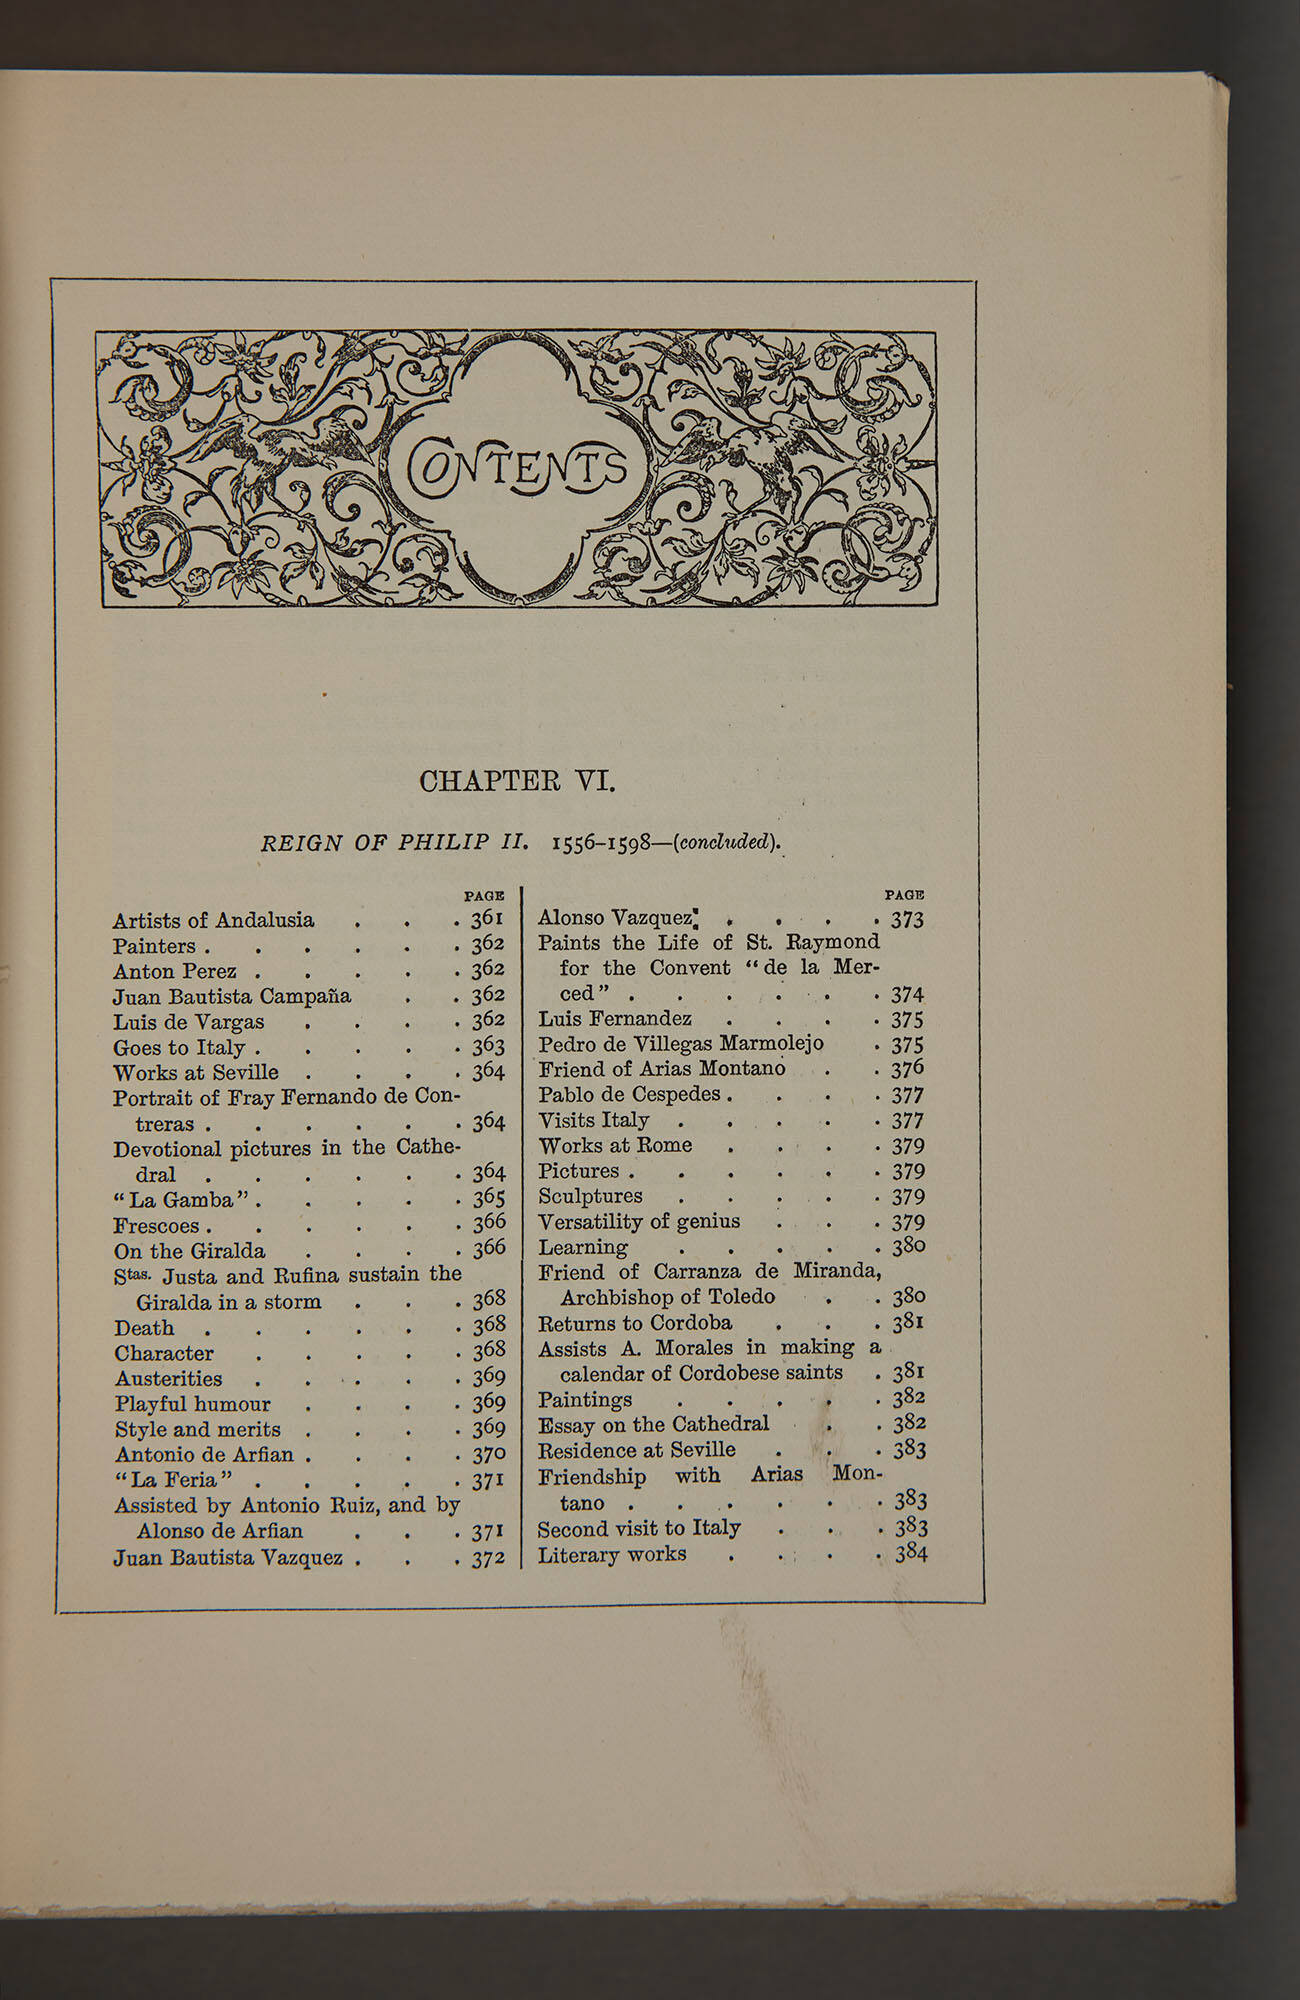 CONTENTS
CHAPTER VI.
REIGN OF PHILIP II. 1556-1598—(concluded).
PAGE
Artists of Andalusia . . . 361
Painters . . . . . . 362
Anton Perez . . . . . 362
Juan Bautista Campaña . . 362
Luis de Vargas . . . . 362
Goes to Italy . . . . . 363
Works at Seville . . . . 364
Portrait of Fray Fernando de Con-
treras . . . . . . 364
Devotional pictures in the Cathe-
dral . . . . . . 364
"La Gamba" . . . . . 365
Frescoes . . . . . . 366
On the Giralda . . . . 366
Stas. Justa and Rufina sustain the
Giralda in a storm . . . 368
Death . . . . . . 368
Character . . . . . 368
Austerities . . . . . 369
Playful humour . . . . 369
Style and merits . . . . 369
Antonio de Arfian . . . . 370
"La Feria" . . . . . 371
Assisted by Antonio Ruiz, and by
Alonso de Arfian . . . 371
Juan Bautista Vazquez . . . 372
PAGE
Alonso Vazquez . . . . 373
Paints the Life of St. Raymond
for the Convent "de la Mer-
ced" . . . . . . 374
Luis Fernandez . . . . 375
Pedro de Villegas Marmolejo . 375
Friend of Arias Montano . . 376
Pablo de Cespedes . . . . 377
Visits Italy . . . . . 377
Works at Rome . . . . 379
Pictures . . . . . . 379
Sculptures . . . . . 379
Versatility of genius . . . 379
Learning . . . . . 380
Friend of Carranza de Miranda,
Archbishop of Toledo . . 380
Returns to Cordoba . . . 381
Assists A. Morales in making a
calendar of Cordobese saints . 381
Paintings . . . . . 382
Essay on the Cathedral . . 382
Residence at Seville . . . 383
Friendship with Arias Mon-
tano . . . . . . 383
Second visit to Italy . . . 383
Literary works . . . . 384